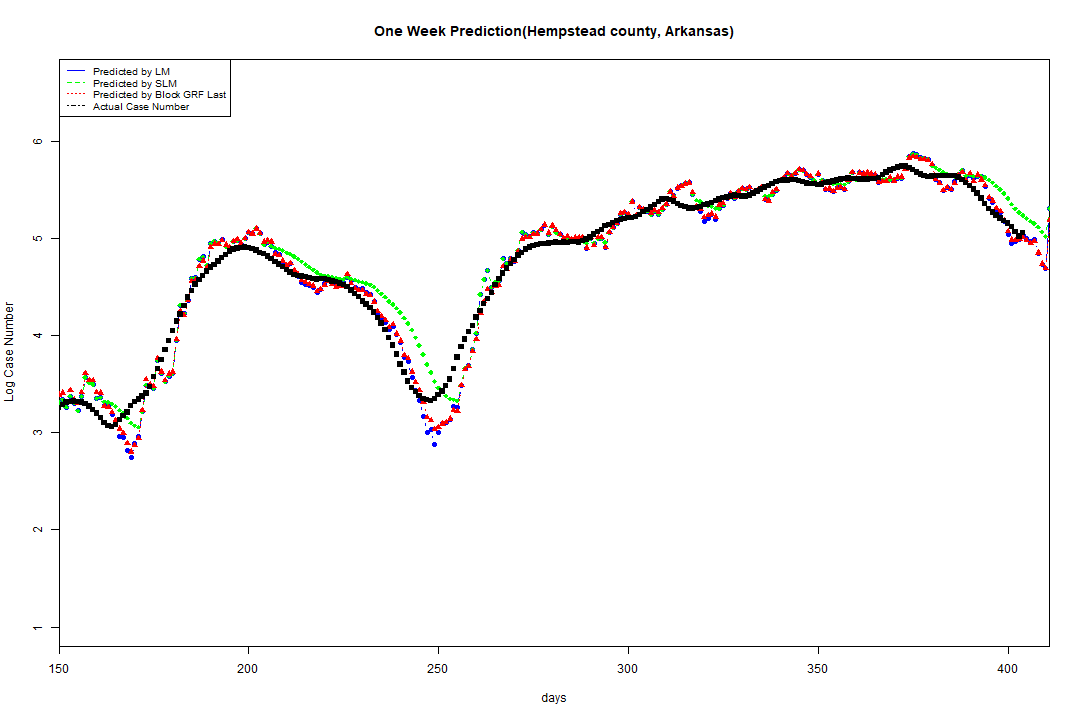 One Week Prediction(Hempstead county, Arkansas)
Predicted by LM
Predicted by SLM
Predicted by Block GRF Last
Actual Case Number
6
5
4
3
2
1
Log Case Number
150 200 250 300 350 400
days